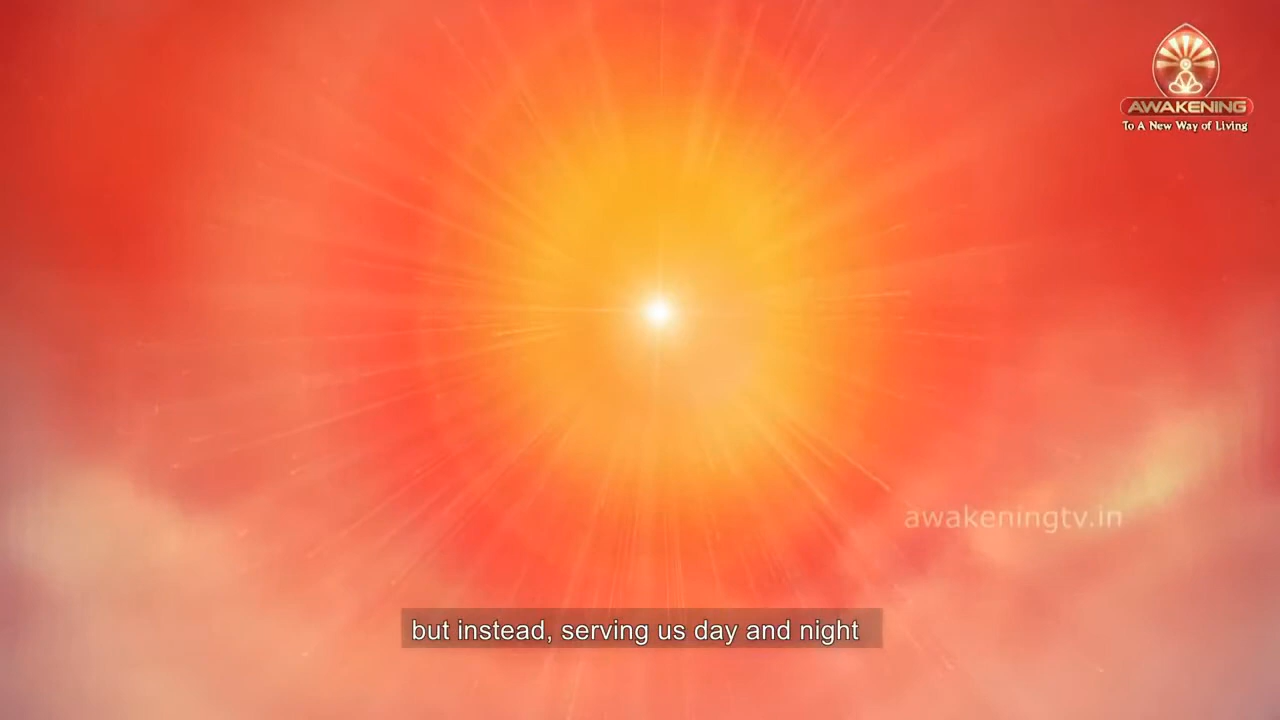 AWAKENING
To A New Way of Living
awakeningtv.in
but instead, serving us day and night